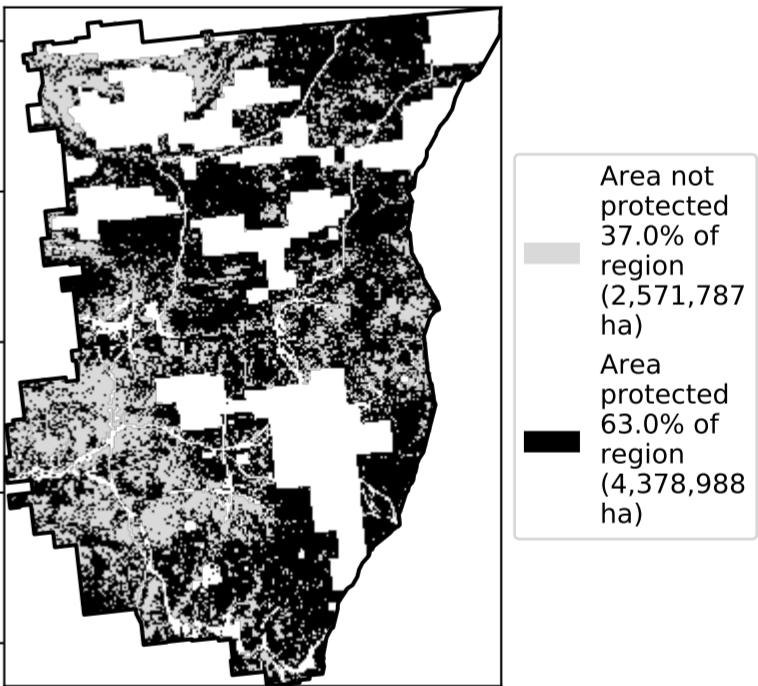 Area not
protected
37.0% of
region
(2,571,787
ha)
Area
protected
63.0% of
region
(4,378,988
ha)